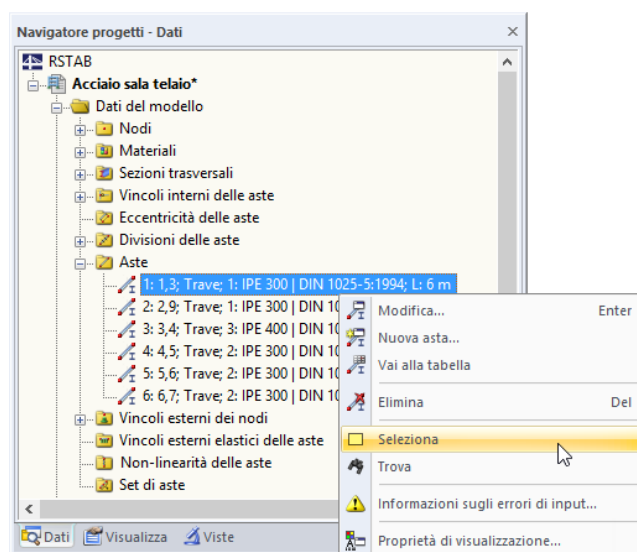 Navigatore progetti - Dati
RSTAB
Acciaio sala telaio*
Dati del modello
Nodi
Materiali
Sezioni trasversali
Vincoli interni delle aste
Eccentricità delle aste
Divisioni delle aste
Aste
1: 1,3; Trave; 1: IPE 300 | DIN 1025-5:1994; L: 6 m
2: 2,9; Trave; 1: IPE 300 | DIN 10
3: 3,4; Trave; 3: IPE 400 | DIN 10
4: 4,5; Trave; 2: IPE 300 | DIN 10
5: 5,6; Trave; 2: IPE 300 | DIN 10
6: 6,7; Trave; 2: IPE 300 | DIN 10
Vincoli esterni dei nodi
Vincoli esterni elastici delle aste
Non-linearità delle aste
Set di aste
Dati Visualizza Viste
Modifica... Enter
Nuova asta...
Vai alla tabella
Elimina Del
Seleziona
Trova
Informazioni sugli errori di input...
Proprietà di visualizzazione...